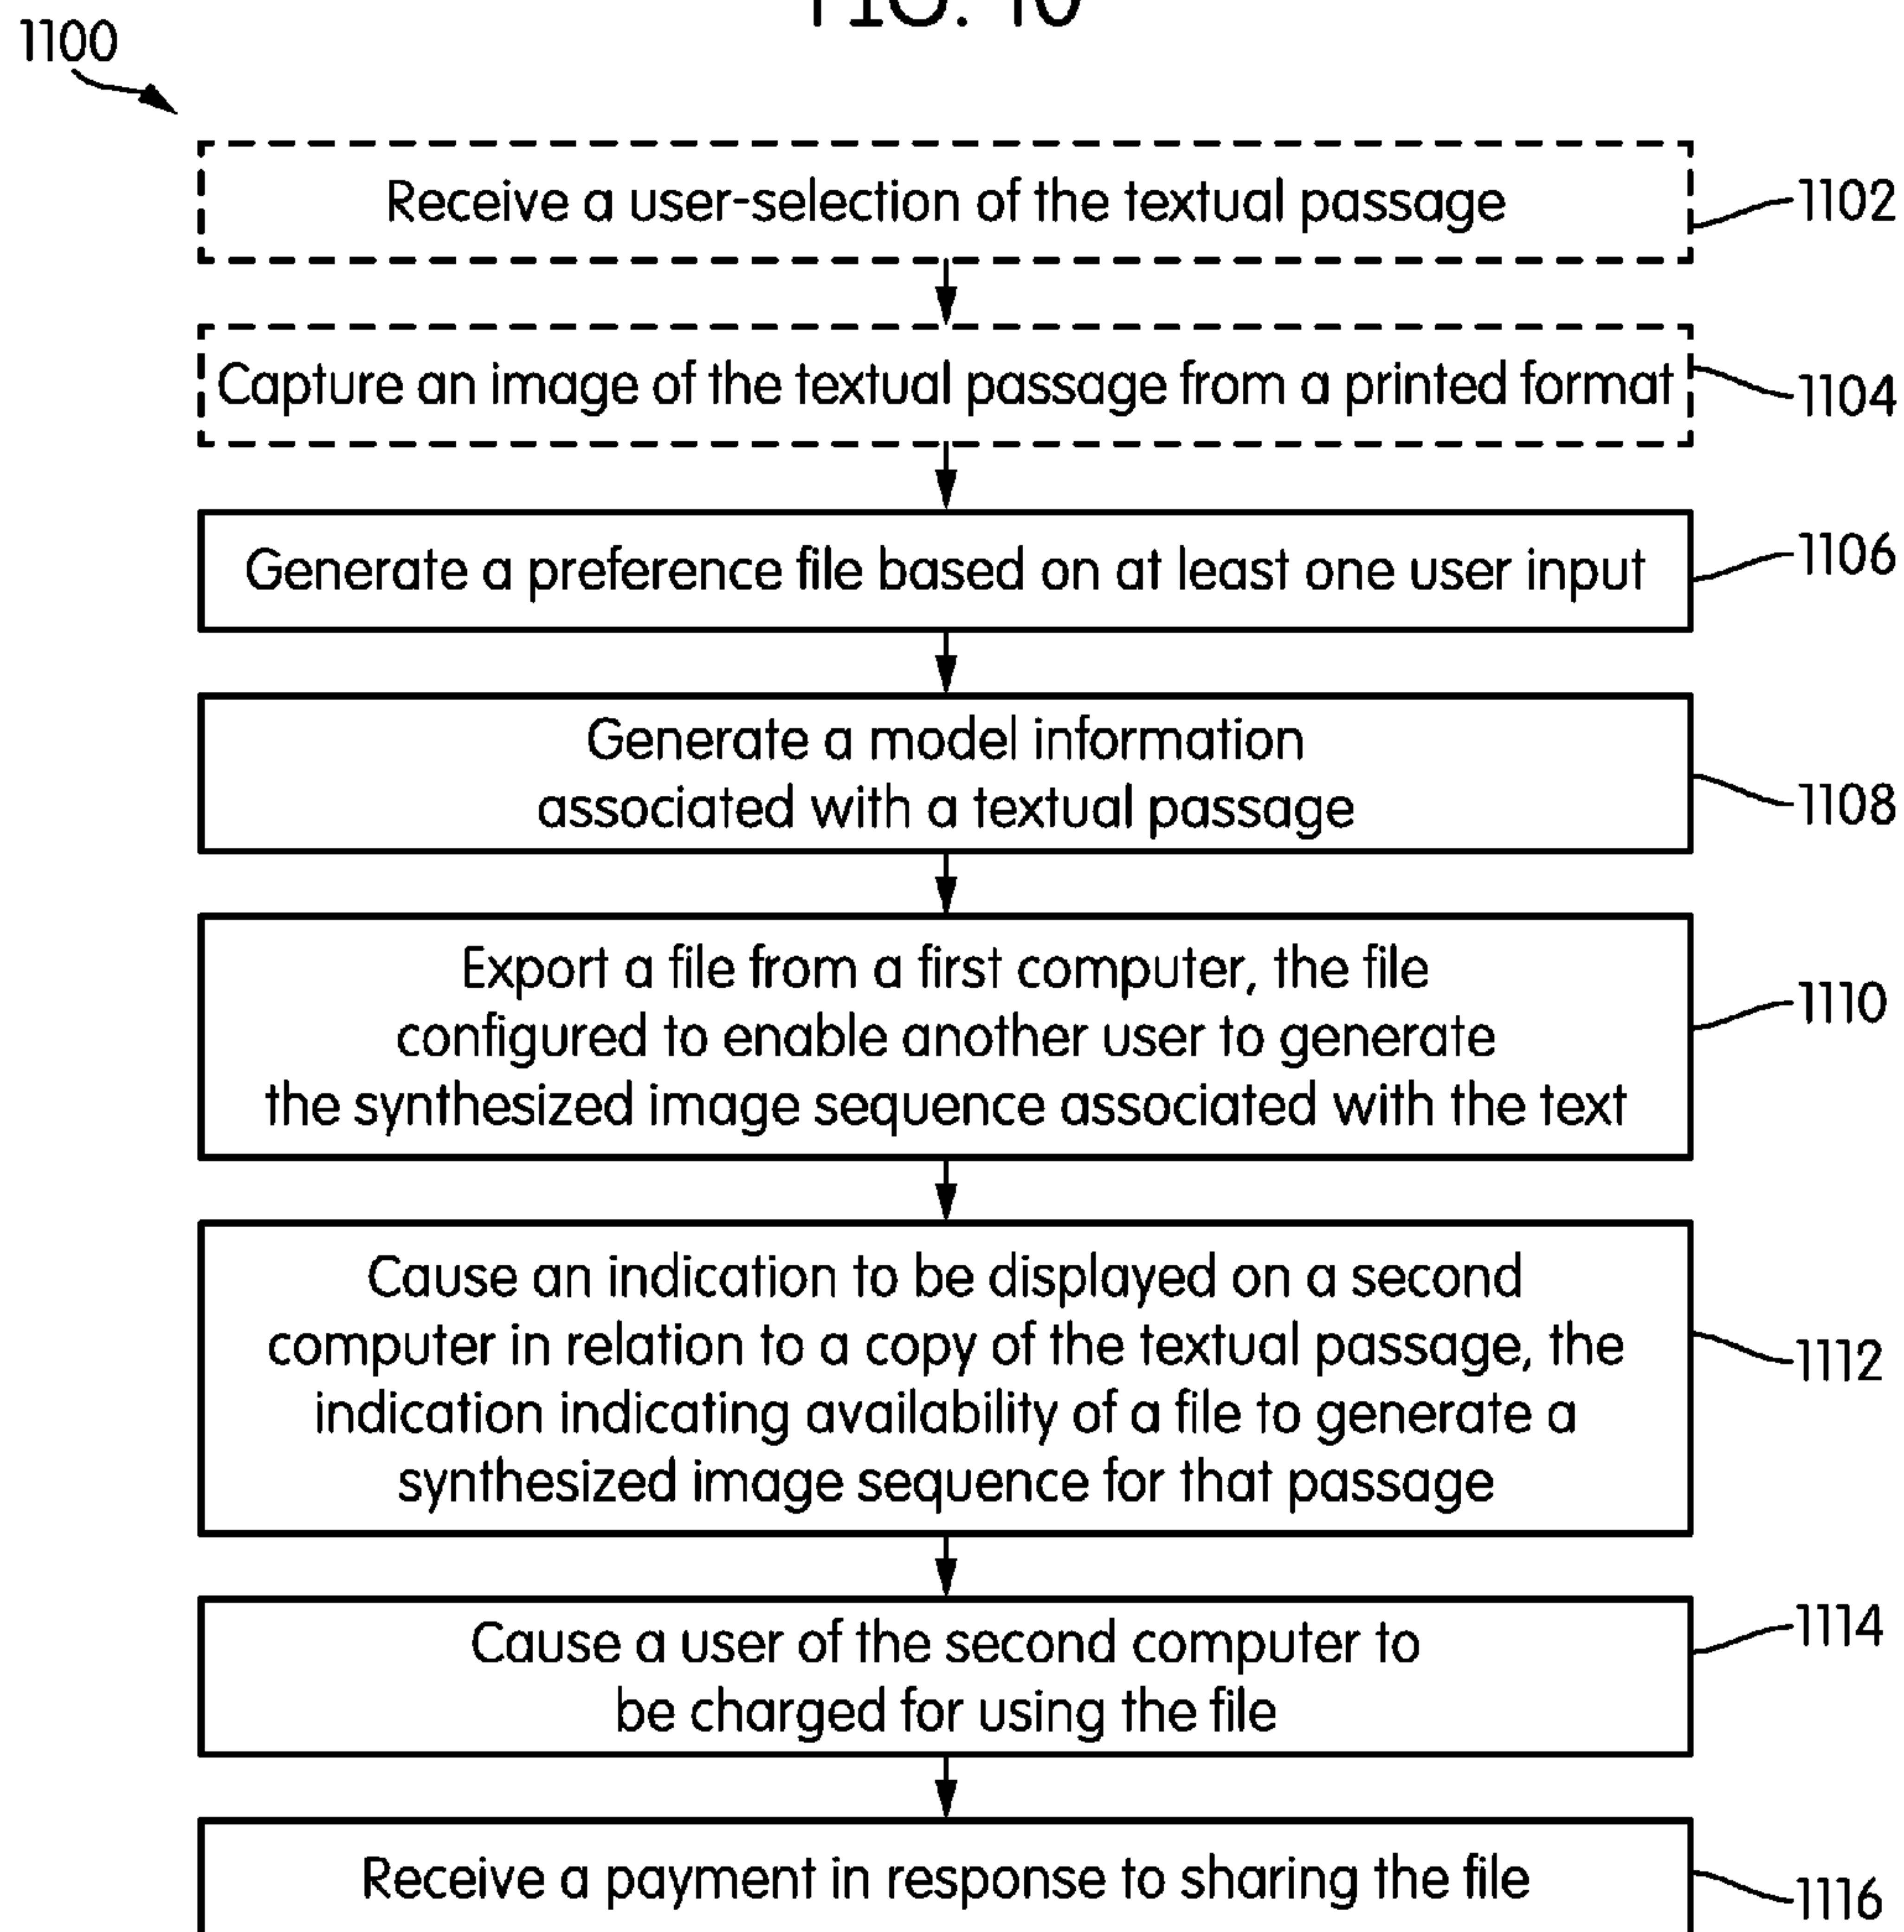 FIG. 10
1100
Receive a user-selection of the textual passage
1102
Capture an image of the textual passage from a printed format
1104
Generate a preference file based on at least one user input
1106
Generate a model information
associated with a textual passage
1108
Export a file from a first computer, the file
configured to enable another user to generate
the synthesized image sequence associated with the text
1110
Cause an indication to be displayed on a second
computer in relation to a copy of the textual passage, the
indication indicating availability of a file to generate a
synthesized image sequence for that passage
1112
Cause a user of the second computer to
be charged for using the file
1114
Receive a payment in response to sharing the file
1116